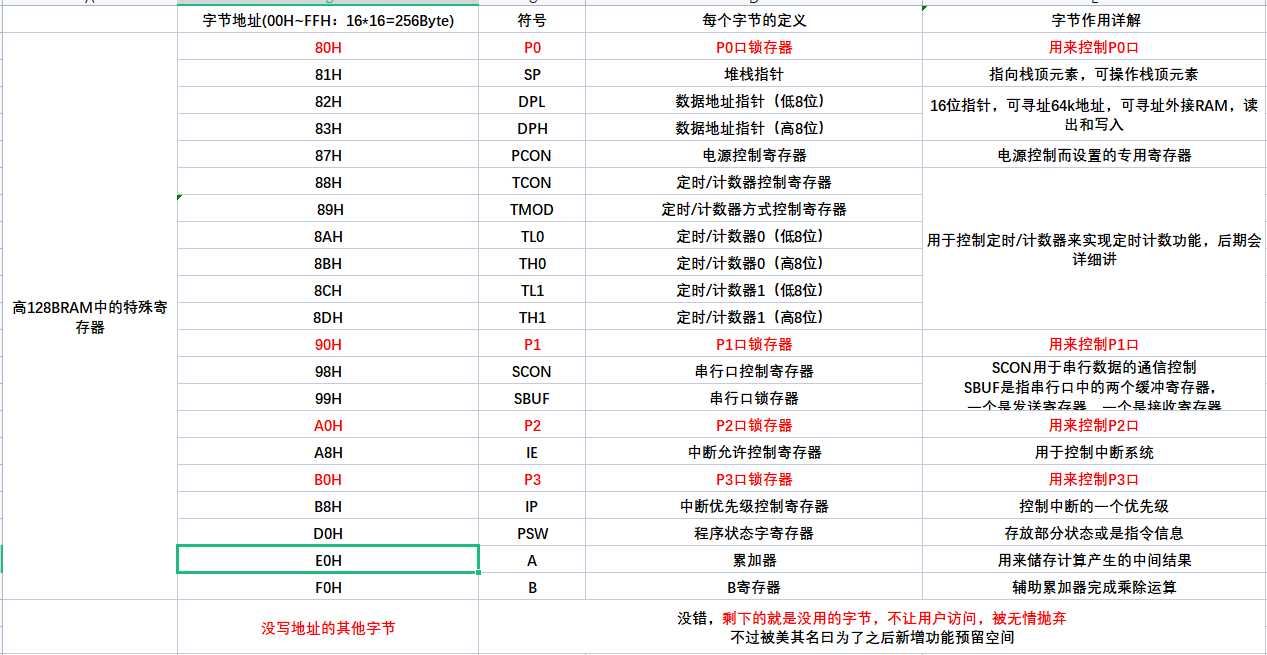 字节地址(00H~FFH：16*16=256Byte) 符号 每个字节的定义 字节作用详解
高128BRAM中的特殊寄
存器
80H P0 P0口锁存器 用来控制P0口
81H SP 堆栈指针 指向栈顶元素，可操作栈顶元素
82H DPL 数据地址指针（低8位）
83H DPH 数据地址指针（高8位）
16位指针，可寻址64k地址，可寻址外接RAM，读
出和写入
87H PCON 电源控制寄存器 电源控制而设置的专用寄存器
88H TCON 定时/计数器控制寄存器
89H TMOD 定时/计数器方式控制寄存器
8AH TL0 定时/计数器0（低8位）
8BH TH0 定时/计数器0（高8位）
8CH TL1 定时/计数器1（低8位）
8DH TH1 定时/计数器1（高8位）
用于控制定时/计数器来实现定时计数功能，后期会
详细讲
90H P1 P1口锁存器 用来控制P1口
98H SCON 串行口控制寄存器
99H SBUF 串行口锁存器
SCON用于串行数据的通信控制
SBUF是指串行口中的两个缓冲寄存器，
一个是发送寄存器，一个是接收寄存器
A0H P2 P2口锁存器 用来控制P2口
A8H IE 中断允许控制寄存器 用于控制中断系统
B0H P3 P3口锁存器 用来控制P3口
B8H IP 中断优先级控制寄存器 控制中断的一个优先级
D0H PSW 程序状态字寄存器 存放部分状态或是指令信息
E0H A 累加器 用来储存计算产生的中间结果
F0H B B寄存器 辅助累加器完成乘除运算
没写地址的其他字节
没错，剩下的就是没用的字节，不让用户访问，被无情抛弃
不过被美其名曰为了之后新增功能预留空间